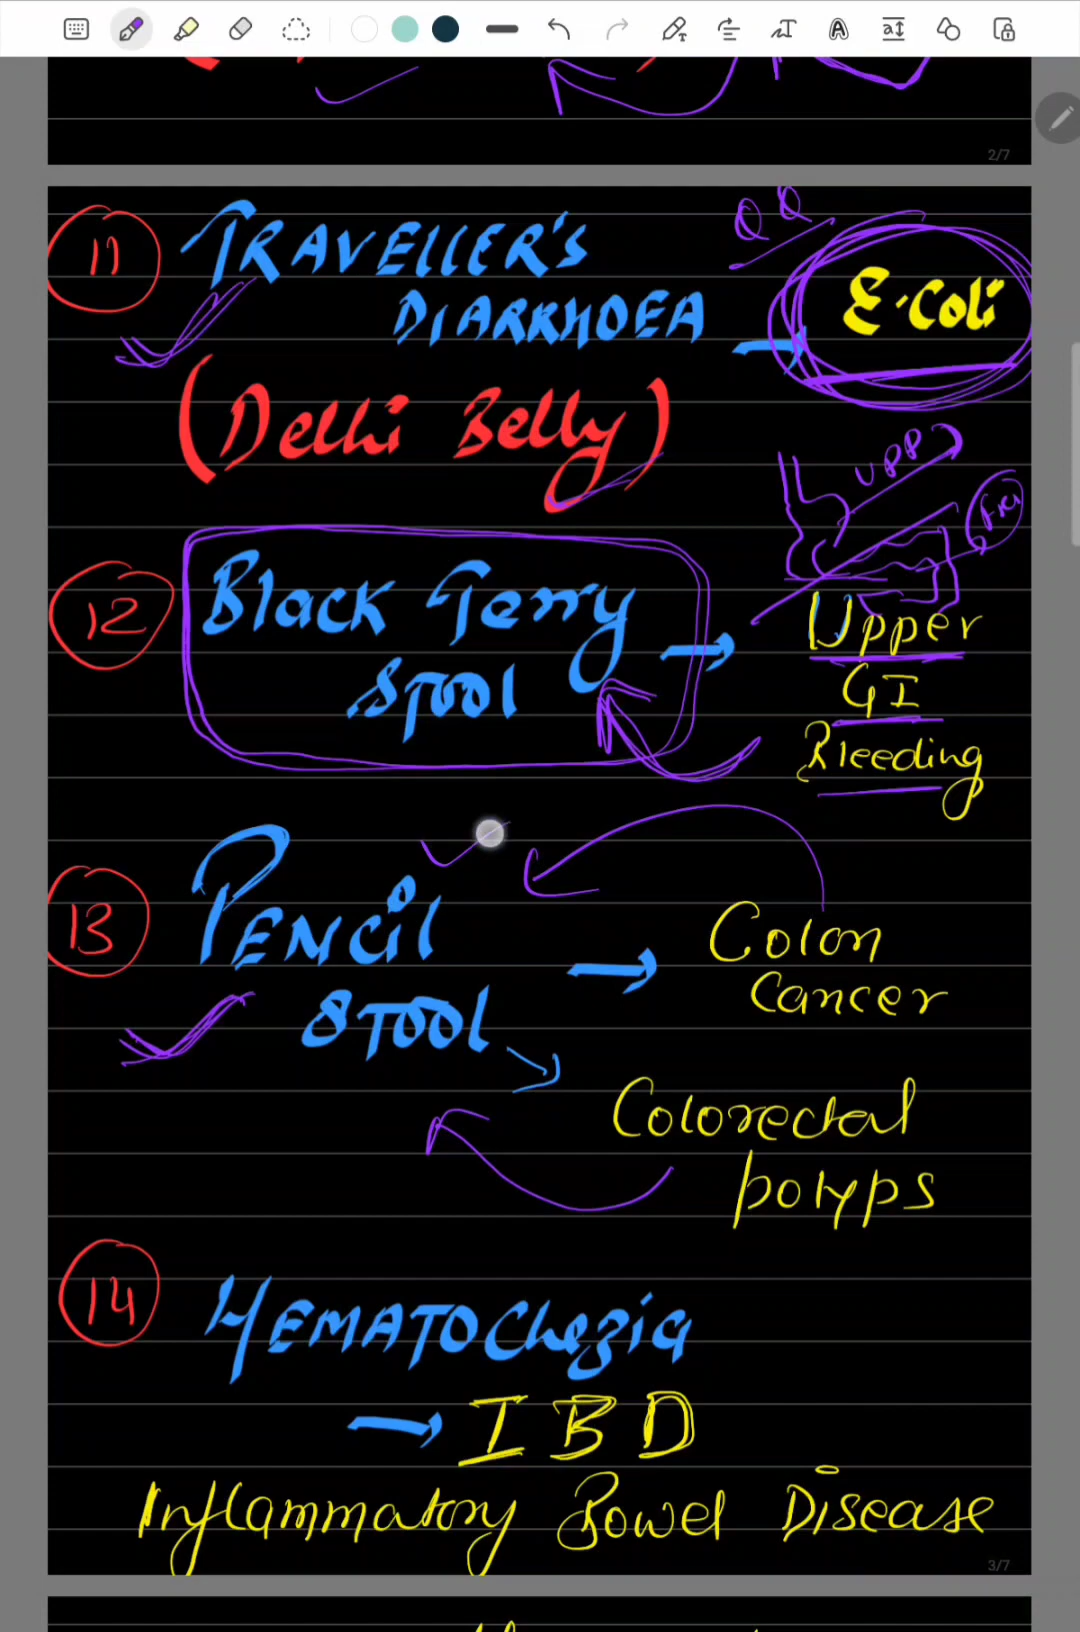 2/7
11 TRAVELLER'S
DIARRHOEA → E.Coli
(Delhi Belly)
UPP
12 Black Terry
STOOL → Upper
GI
Bleeding
13 PENCIL
STOOL → Colon
Cancer
Colorectal
polyps
14 HEMATOChezia
→ IBD
Inflammatory Bowel Disease
3/7